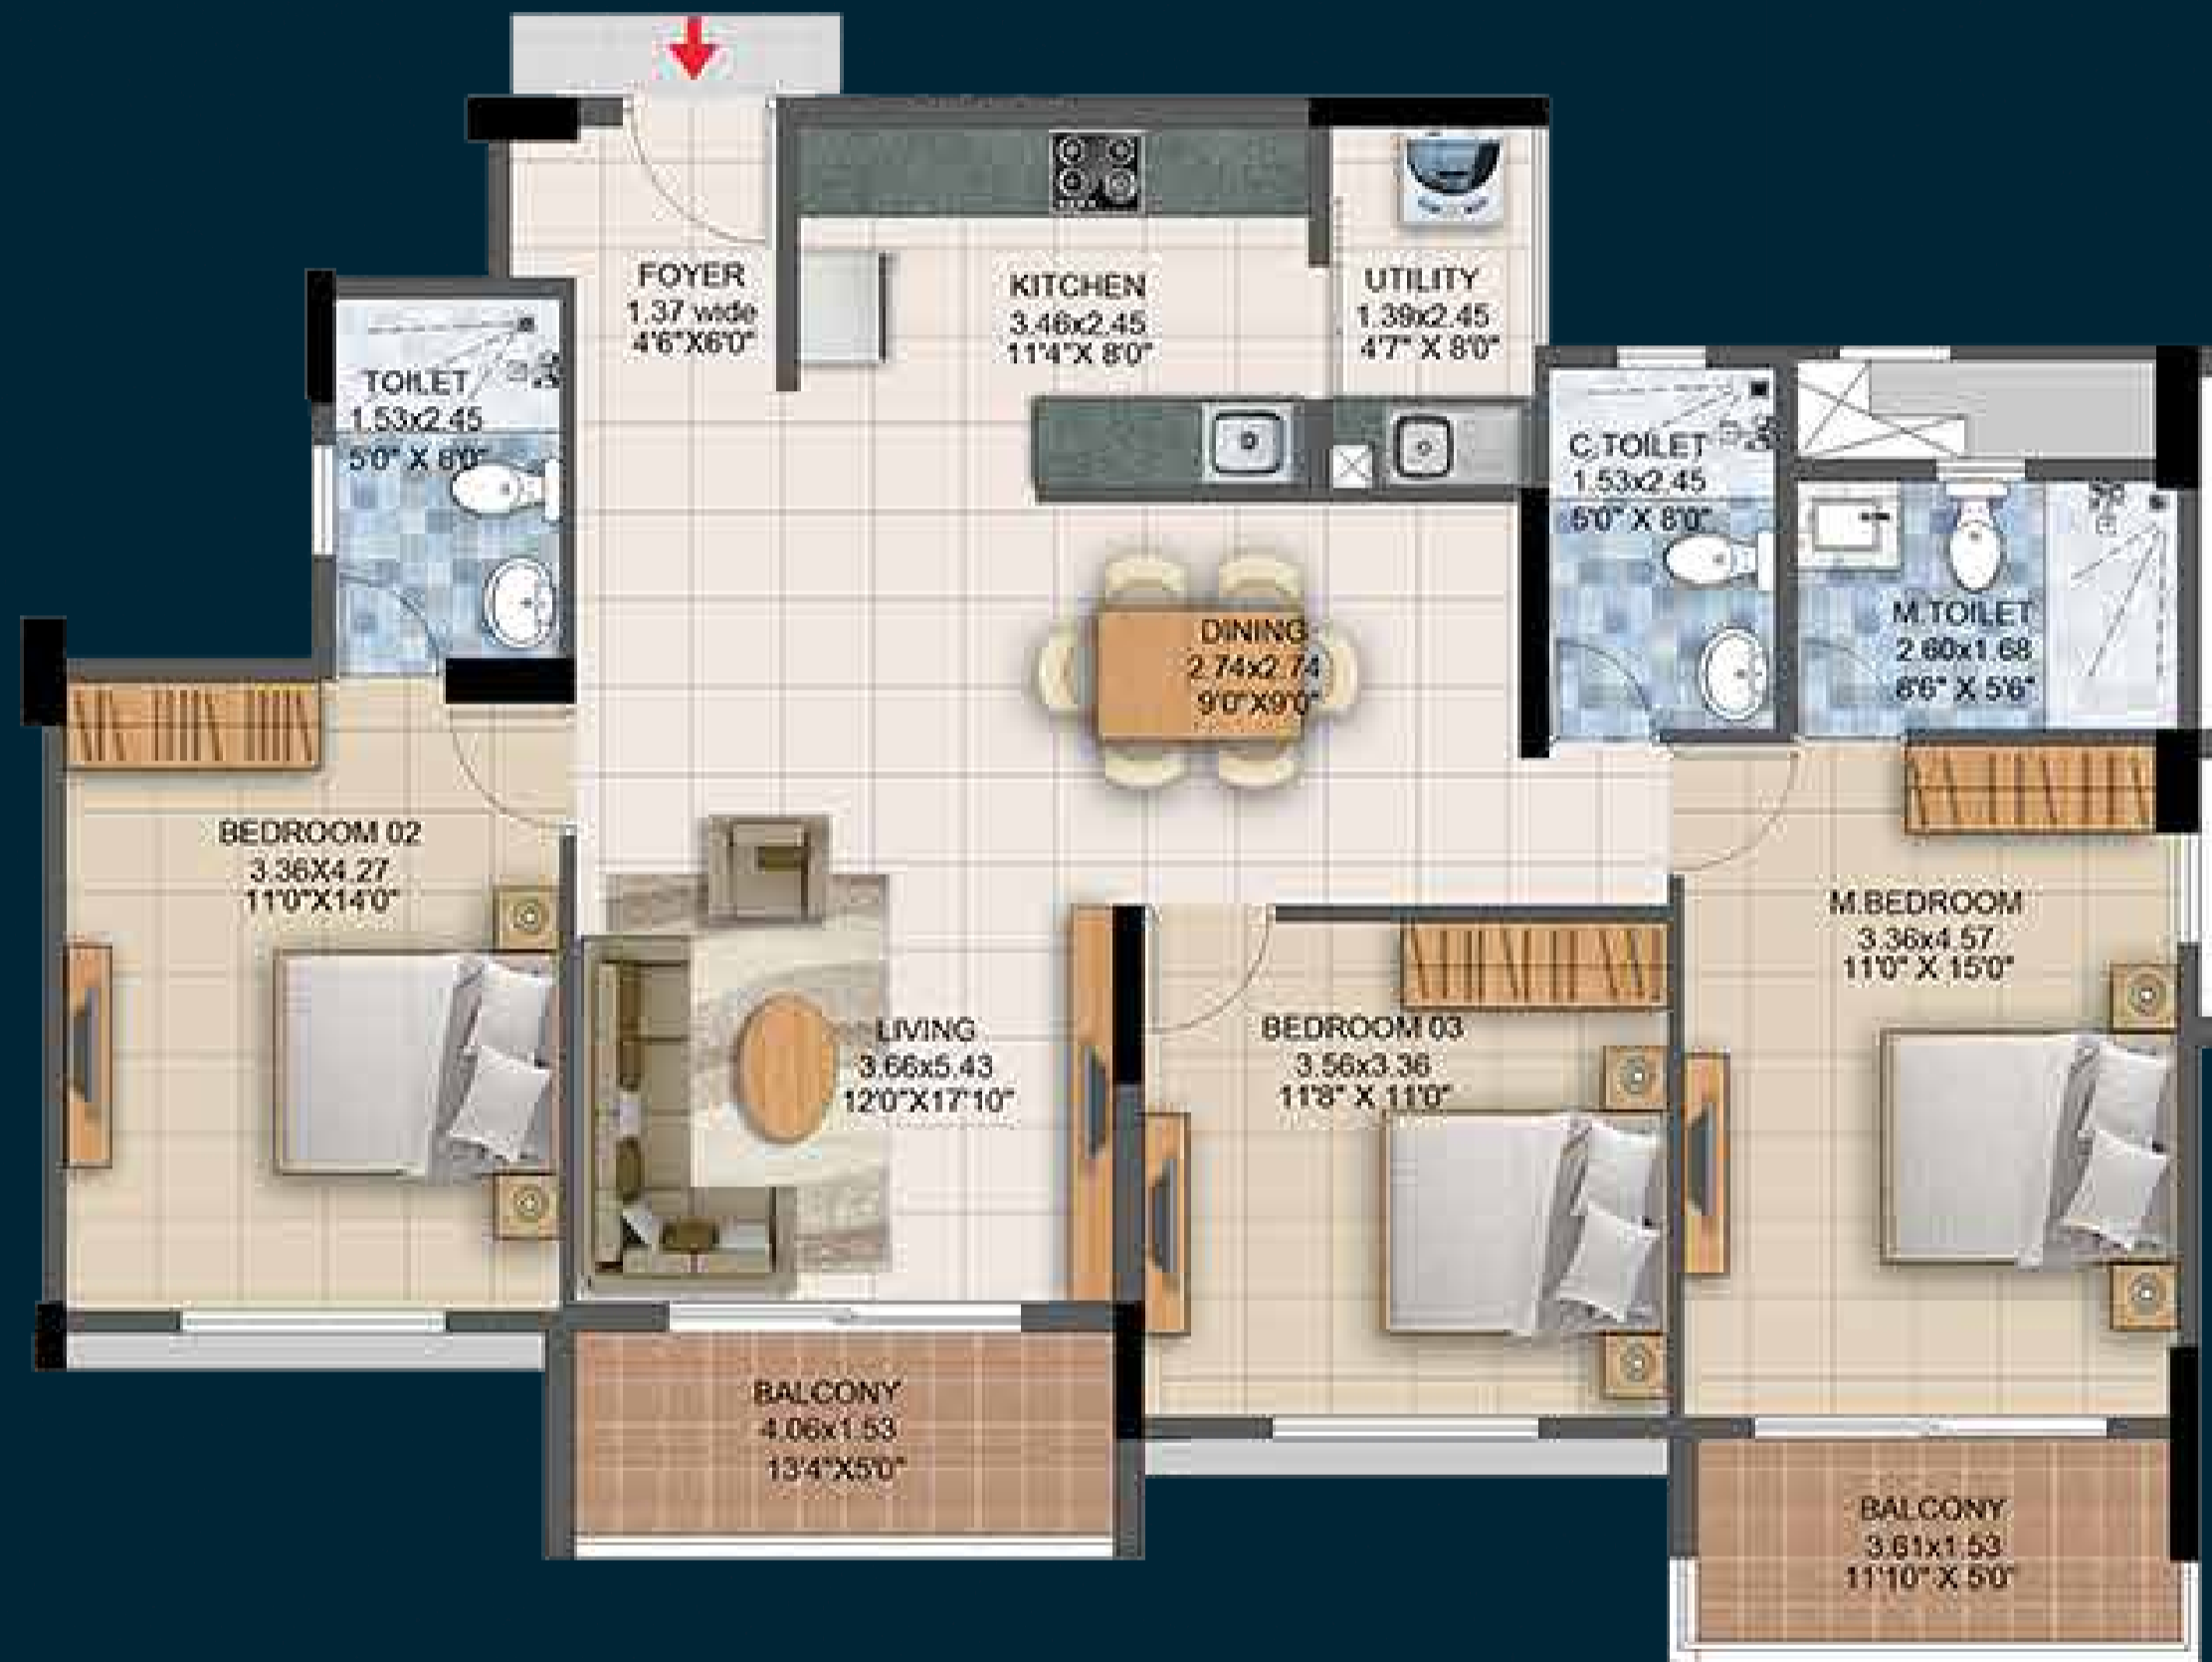 FOYER
1.37 wide
4'6"X6'0"
KITCHEN
3.46x2.45
11'4"X 8'0"
UTILITY
1.39x2.45
4'7" X 8'0"
TOILET
1.53x2.45
5'0" X 8'0"
C.TOILET
1.53x2.45
5'0" X 8'0"
M.TOILET
2.60x1.68
8'6" X 5'6"
DINING
2.74x2.74
9'0"X9'0"
BEDROOM 02
3.36X4.27
11'0"X14'0"
M.BEDROOM
3.36x4.57
11'0" X 15'0"
LIVING
3.66x5.43
12'0"X17'10"
BEDROOM 03
3.56x3.36
11'8" X 11'0"
BALCONY
4.06x1.53
13'4"X5'0"
BALCONY
3.61x1.53
11'10" X 5'0"